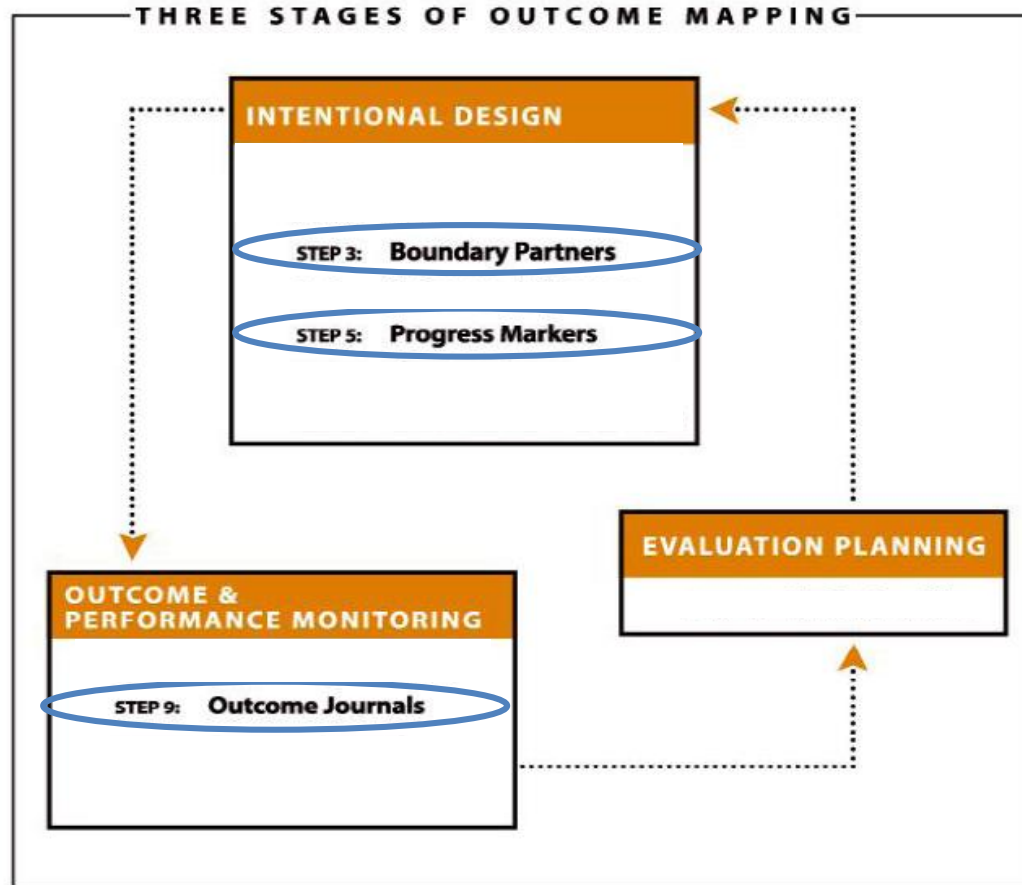 THREE STAGES OF OUTCOME MAPPING
INTENTIONAL DESIGN
STEP 3: Boundary Partners
STEP 5: Progress Markers
EVALUATION PLANNING
OUTCOME &
PERFORMANCE MONITORING
STEP 9: Outcome Journals